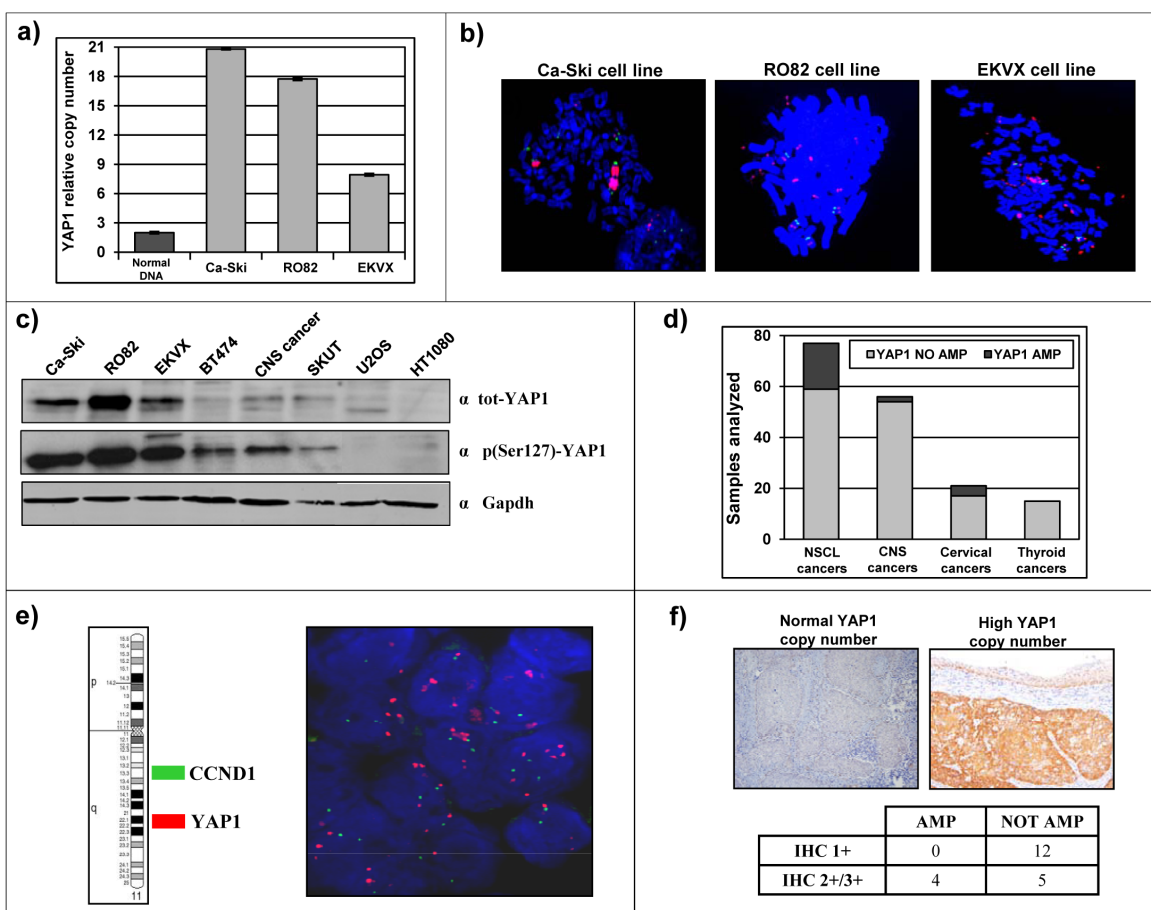 a)
YAP1 relative copy number
21
18
15
12
9
6
3
0
Normal DNA
Ca-Ski
RO82
EKVX
b)
Ca-Ski cell line
RO82 cell line
EKVX cell line
c)
Ca-Ski
RO82
EKVX
BT474
CNS cancer
SKUT
U2OS
HT1080
α tot-YAP1
α p(Ser127)-YAP1
α Gapdh
d)
Samples analyzed
80
60
40
20
0
YAP1 NO AMP
YAP1 AMP
NSCL cancers
CNS cancers
Cervical cancers
Thyroid cancers
e)
p
q
11
CCND1
YAP1
f)
Normal YAP1
copy number
High YAP1
copy number
AMP NOT AMP
IHC 1+ 0 12
IHC 2+/3+ 4 5